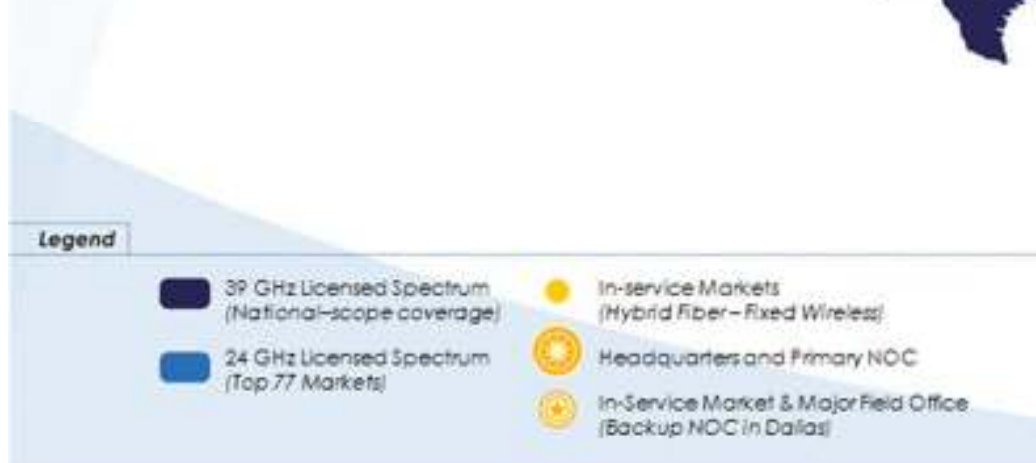 Legend
39 GHz Licensed Spectrum
(National-scope coverage)
24 GHz Licensed Spectrum
(Top 77 Markets)
In-service Markets
(Hybrid Fiber – Fixed Wireless)
Headquarters and Primary NOC
In-Service Market & Major Field Office
(Backup NOC in Dallas)